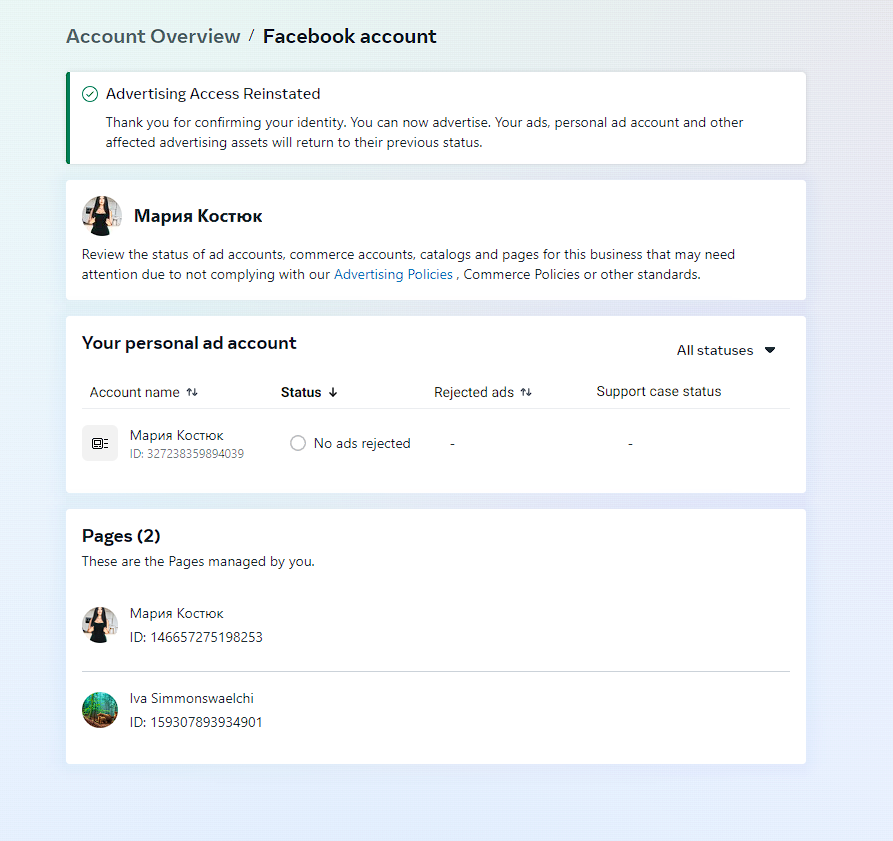 Account Overview / Facebook account
Advertising Access Reinstated
Thank you for confirming your identity. You can now advertise. Your ads, personal ad account and other
affected advertising assets will return to their previous status.
Мария Костюк
Review the status of ad accounts, commerce accounts, catalogs and pages for this business that may need
attention due to not complying with our Advertising Policies , Commerce Policies or other standards.
Your personal ad account
All statuses
Account name Status Rejected ads Support case status
Мария Костюк
ID: 327238359894039
No ads rejected - -
Pages (2)
These are the Pages managed by you.
Мария Костюк
ID: 146657275198253
Iva Simmonswaelchi
ID: 159307893934901